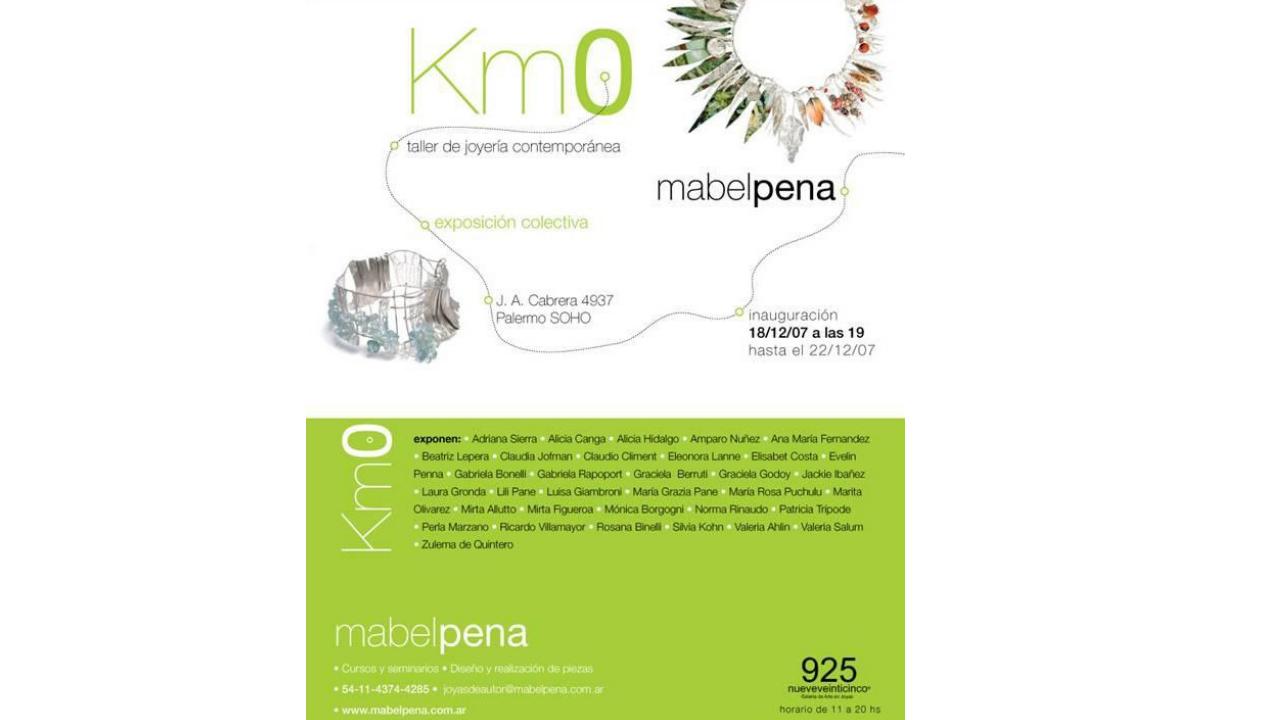 Km0
taller de joyería contemporánea
mabelpena
exposición colectiva
J. A. Cabrera 4937
Palermo SOHO
inauguración
18/12/07 a las 19
hasta el 22/12/07
Km0
exponen: • Adriana Sierra • Alicia Canga • Alicia Hidalgo • Amparo Nuñez • Ana María Fernandez
• Beatriz Lepera • Claudia Jofman • Claudio Climent • Eleonora Lanne • Elisabet Costa • Evelin
Penna • Gabriela Bonelli • Gabriela Rapoport • Graciela Berruti • Graciela Godoy • Jackie Ibañez
• Laura Gronda • Lili Pane • Luisa Giambroni • María Grazia Pane • María Rosa Puchulu • Marita
Olivarez • Mirta Allutto • Mirta Figueroa • Mónica Borgogni • Norma Rinaudo • Patricia Trípode
• Perla Marzano • Ricardo Villamayor • Rosana Binelli • Silvia Kohn • Valeria Ahlin • Valeria Salum
• Zulema de Quintero
mabelpena
• Cursos y seminarios • Diseño y realización de piezas
• 54-11-4374-4285 • joyasdeautor@mabelpena.com.ar
• www.mabelpena.com.ar
925
nueveveinticinco®
Galería de Arte en Joyas
horario de 11 a 20 hs